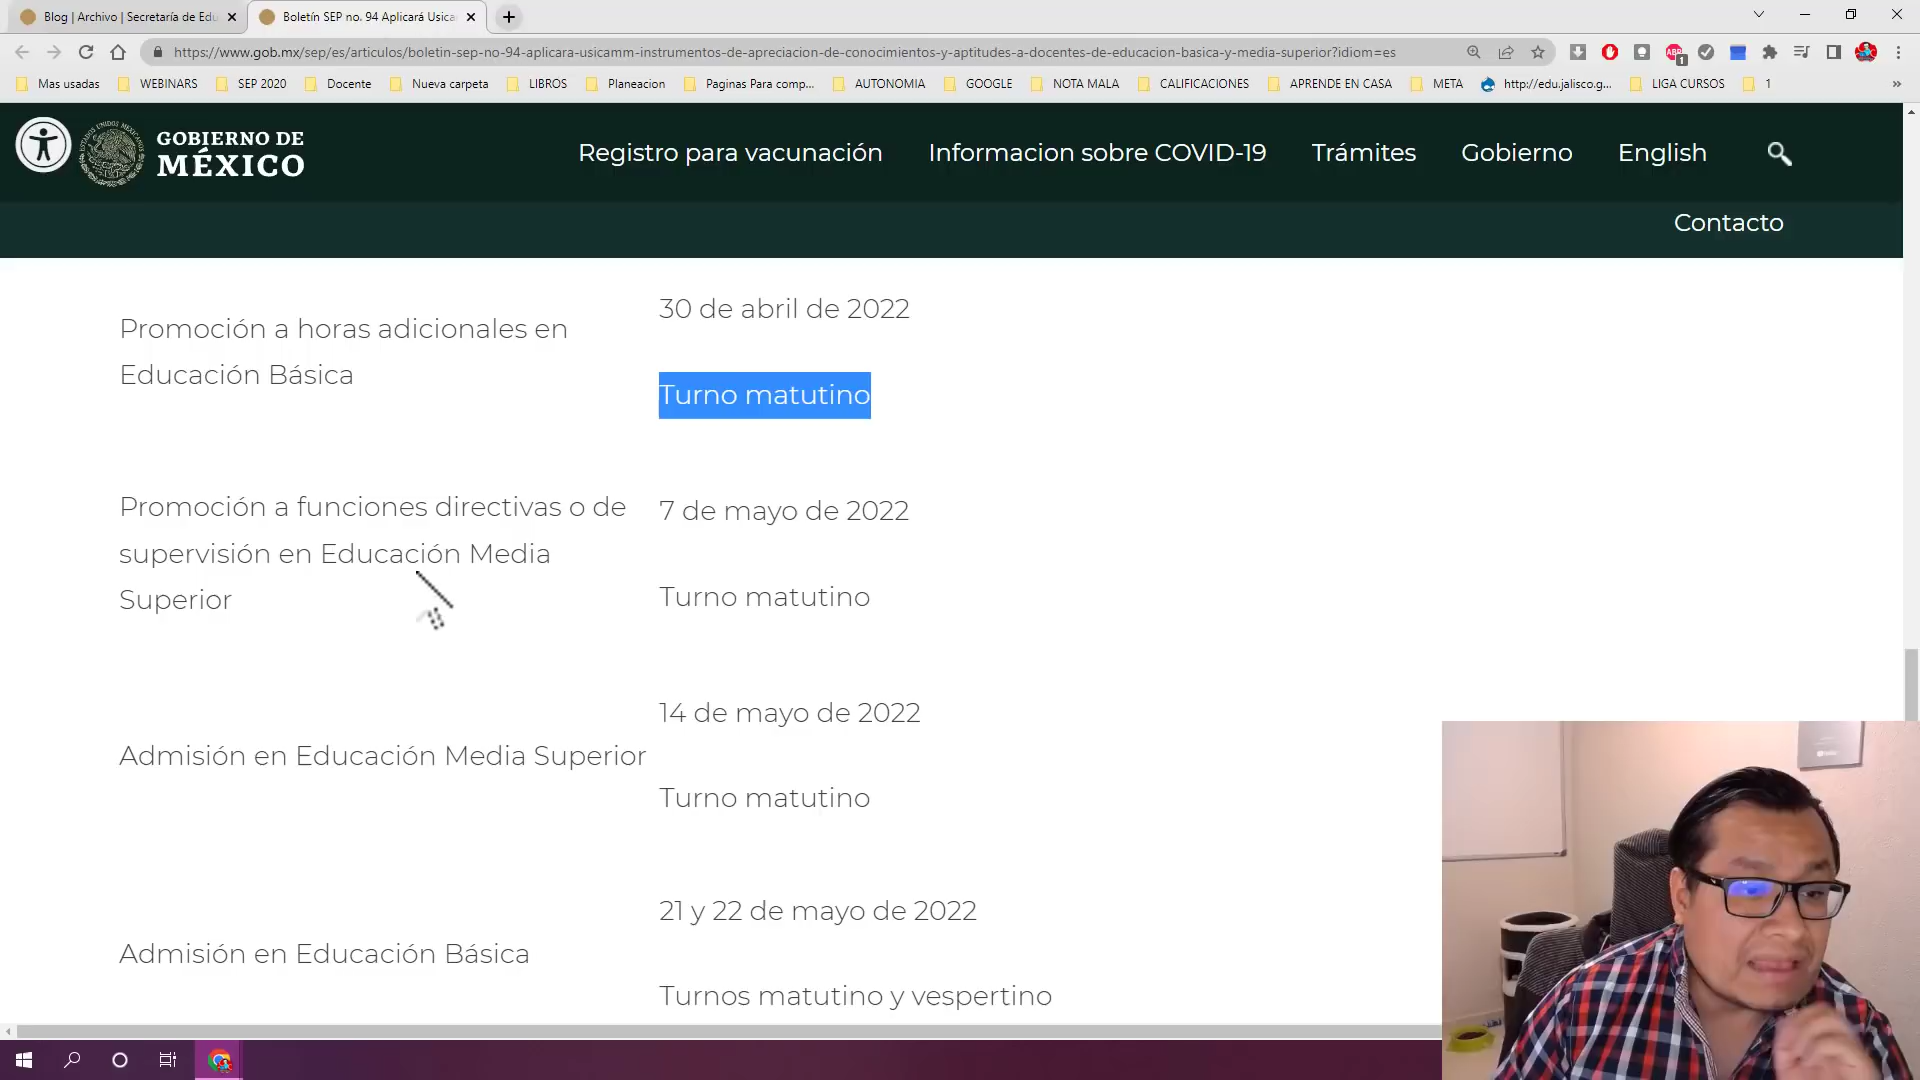 Blog | Archivo | Secretaría de Edu
Boletín SEP no. 94 Aplicará Usica
https://www.gob.mx/sep/es/articulos/boletin-sep-no-94-aplicara-usicamm-instrumentos-de-apreciacion-de-conocimientos-y-aptitudes-a-docentes-de-educacion-basica-y-media-superior?idiom=es
Mas usadas WEBINARS SEP 2020 Docente Nueva carpeta LIBROS Planeacion Paginas Para comp... AUTONOMIA GOOGLE NOTA MALA CALIFICACIONES APRENDE EN CASA META http://edu.jalisco.g... LIGA CURSOS 1
GOBIERNO DE
MÉXICO
Registro para vacunación Informacion sobre COVID-19 Trámites Gobierno English
Contacto
Promoción a horas adicionales en
Educación Básica
30 de abril de 2022
Turno matutino
Promoción a funciones directivas o de
supervisión en Educación Media
Superior
7 de mayo de 2022
Turno matutino
Admisión en Educación Media Superior
14 de mayo de 2022
Turno matutino
Admisión en Educación Básica
21 y 22 de mayo de 2022
Turnos matutino y vespertino